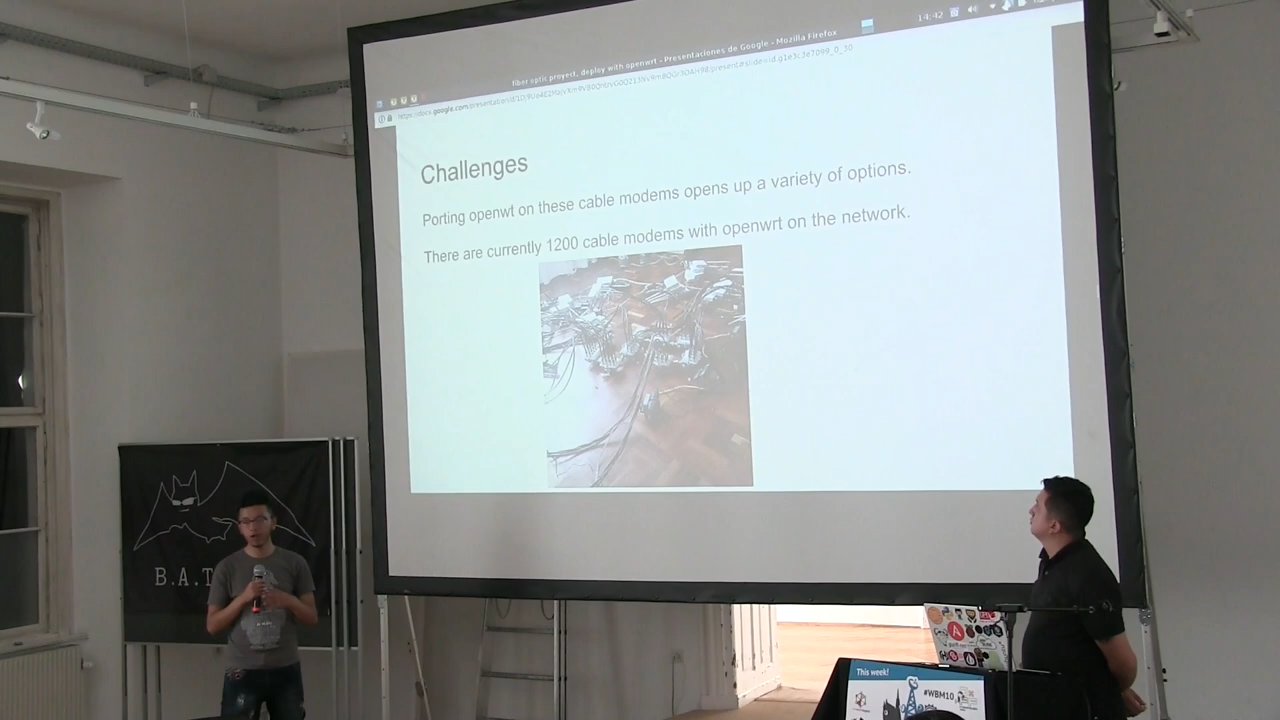 14:42
fiber optic proyect, deploy with openwrt - Presentaciones de Google - Mozilla Firefox
Challenges
Porting openwt on these cable modems opens up a variety of options.
There are currently 1200 cable modems with openwrt on the network.
B.A.T
This week!
#WBM10